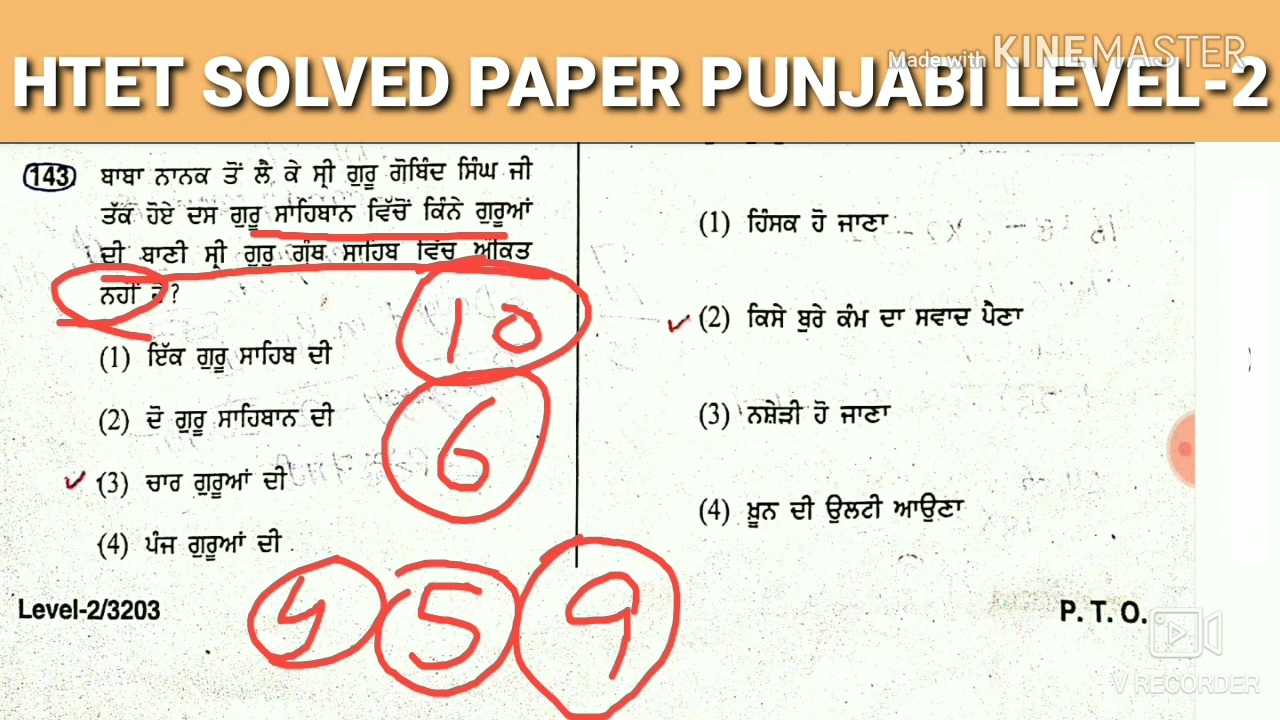 Made with KINEMASTER
HTET SOLVED PAPER PUNJABI LEVEL-2
143 ਬਾਬਾ ਨਾਨਕ ਤੋਂ ਲੈ ਕੇ ਸ੍ਰੀ ਗੁਰੂ ਗੋਬਿੰਦ ਸਿੰਘ ਜੀ
ਤੱਕ ਹੋਏ ਦਸ ਗੁਰੂ ਸਾਹਿਬਾਨ ਵਿੱਚੋਂ ਕਿੰਨੇ ਗੁਰੂਆਂ
ਦੀ ਬਾਣੀ ਸ੍ਰੀ ਗੁਰੂ ਗ੍ਰੰਥ ਸਾਹਿਬ ਵਿੱਚ ਅੰਕਿਤ
ਨਹੀਂ ਹੈ?
(1) ਇੱਕ ਗੁਰੂ ਸਾਹਿਬ ਦੀ
(2) ਦੋ ਗੁਰੂ ਸਾਹਿਬਾਨ ਦੀ
(3) ਚਾਰ ਗੁਰੂਆਂ ਦੀ
(4) ਪੰਜ ਗੁਰੂਆਂ ਦੀ
10
6
4 5 9
Level-2/3203
(1) ਹਿੰਸਕ ਹੋ ਜਾਣਾ
(2) ਕਿਸੇ ਬੁਰੇ ਕੰਮ ਦਾ ਸਵਾਦ ਪੈਣਾ
(3) ਨਸ਼ੇੜੀ ਹੋ ਜਾਣਾ
(4) ਖ਼ੂਨ ਦੀ ਉਲਟੀ ਆਉਣਾ
P. T. O.
V RECORDER